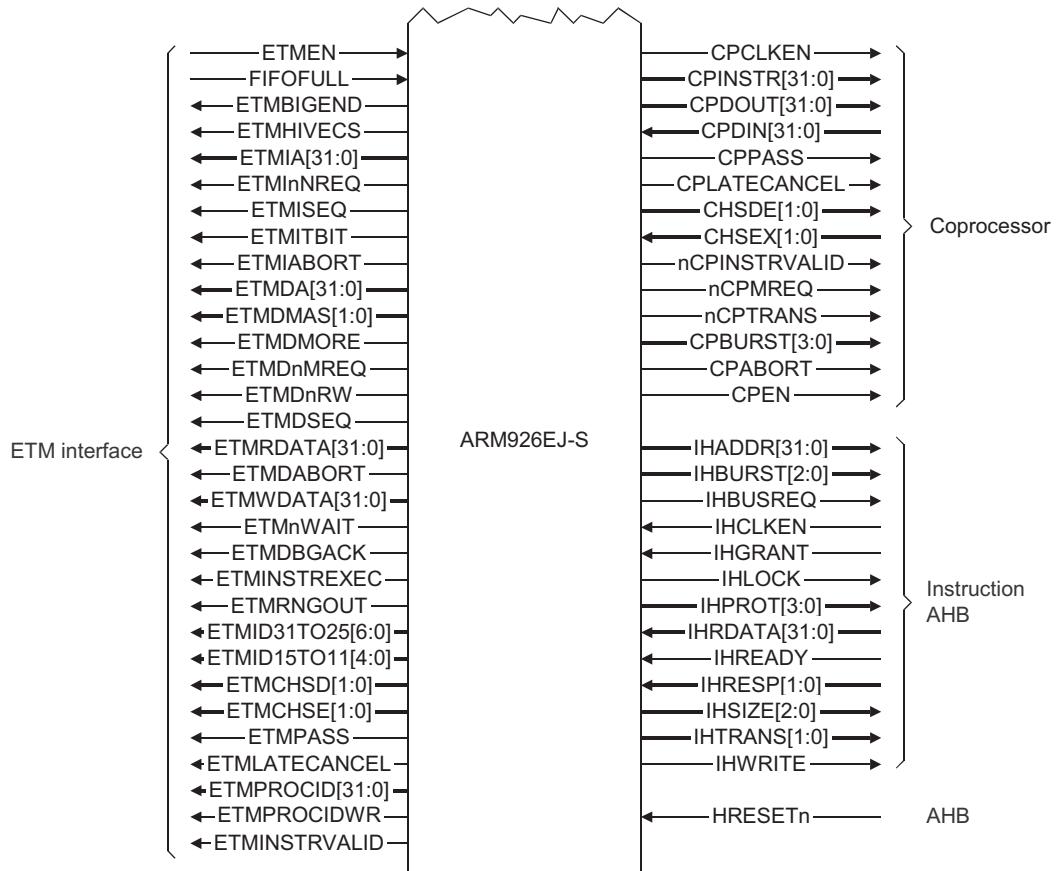 ETMEN
FIFOFULL
ETMBIGEND
ETMHIVECS
ETMIA[31:0]
ETMInNREQ
ETMISEQ
ETMITBIT
ETMIABORT
ETMDA[31:0]
ETMDMAS[1:0]
ETMDMORE
ETMDnMREQ
ETMDnRW
ETMDSEQ
ETMRDATA[31:0]
ETMDABORT
ETMWDATA[31:0]
ETMnWAIT
ETMDBGACK
ETMINSTREXEC
ETMRNGOUT
ETMID31TO25[6:0]
ETMID15TO11[4:0]
ETMCHSD[1:0]
ETMCHSE[1:0]
ETMPASS
ETMLATECANCEL
ETMPROCID[31:0]
ETMPROCIDWR
ETMINSTRVALID
ETM interface
ARM926EJ-S
CPCLKEN
CPINSTR[31:0]
CPDOUT[31:0]
CPDIN[31:0]
CPPASS
CPLATECANCEL
CHSDE[1:0]
CHSEX[1:0]
nCPINSTRVALID
nCPMREQ
nCPTRANS
CPBURST[3:0]
CPABORT
CPEN
Coprocessor
IHADDR[31:0]
IHBURST[2:0]
IHBUSREQ
IHCLKEN
IHGRANT
IHLOCK
IHPROT[3:0]
IHRDATA[31:0]
IHREADY
IHRESP[1:0]
IHSIZE[2:0]
IHTRANS[1:0]
IHWRITE
Instruction
AHB
HRESETn
AHB